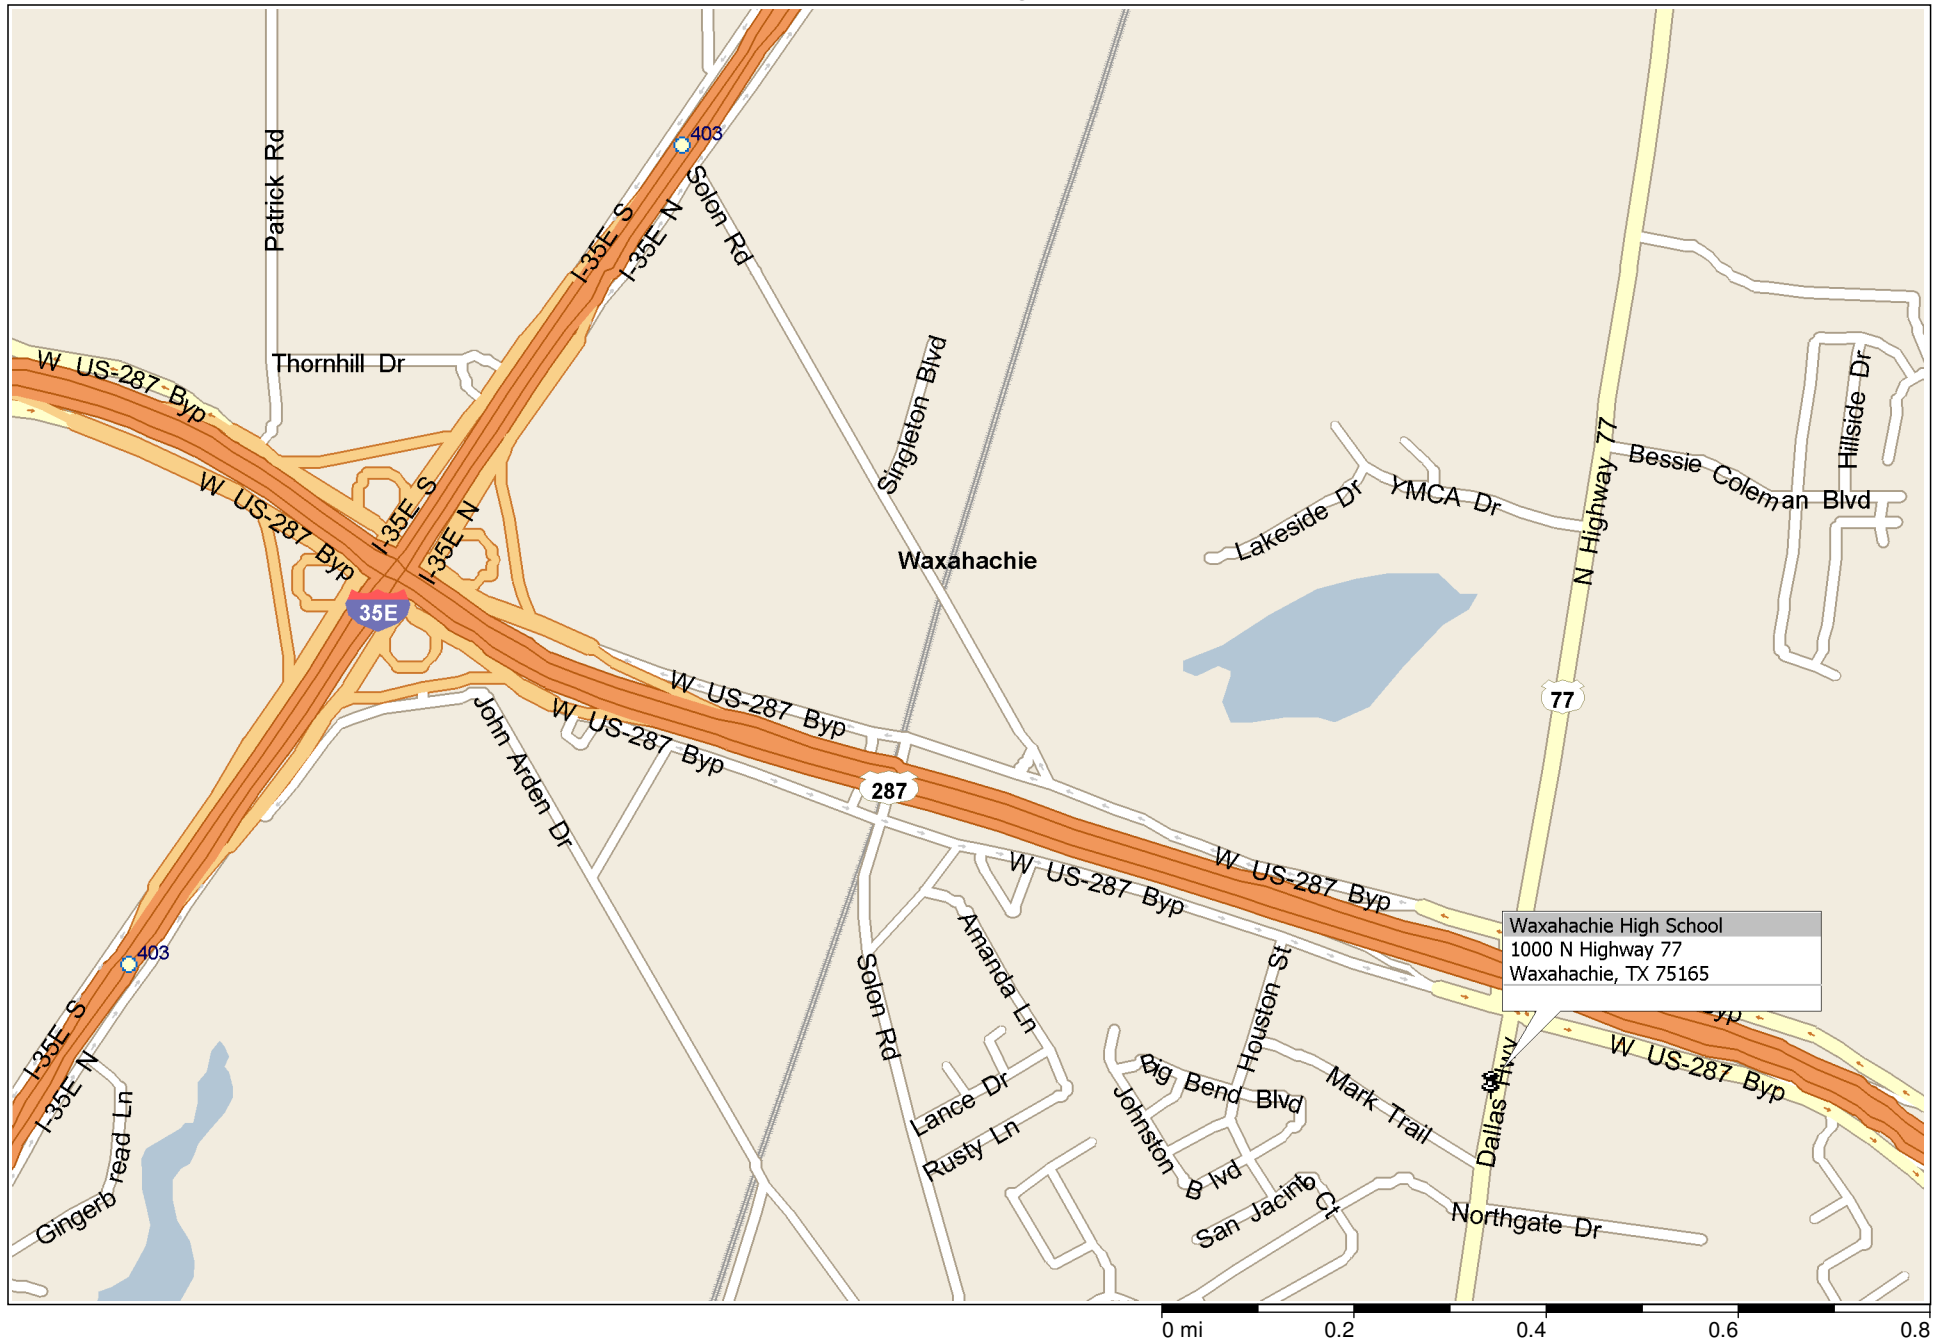 403
Patrick Rd
Solon Rd
I-35E S
I-35E N
Singleton Blvd
W US-287 Byp
Thornhill Dr
Hillside Dr
N Highway 77
Bessie Coleman Blvd
YMCA Dr
Lakeside Dr
W US-287 Byp
I-35E S
I-35E N
Waxahachie
35E
W US-287 Byp
77
W US-287 Byp
John Arden Dr
287
W US-287 Byp
W US-287 Byp
Waxahachie High School
1000 N Highway 77
Waxahachie, TX 75165
Amanda Ln
403
Solon Rd
Houston St
Byp
I-35E S
I-35E N
W US-287 Byp
Dallas Hwy
Big Bend Blvd
Mark Trail
Lance Dr
Johnston Blvd
Rusty Ln
Gingerbread Ln
San Jacinto Ct
Northgate Dr
0 mi 0.2 0.4 0.6 0.8